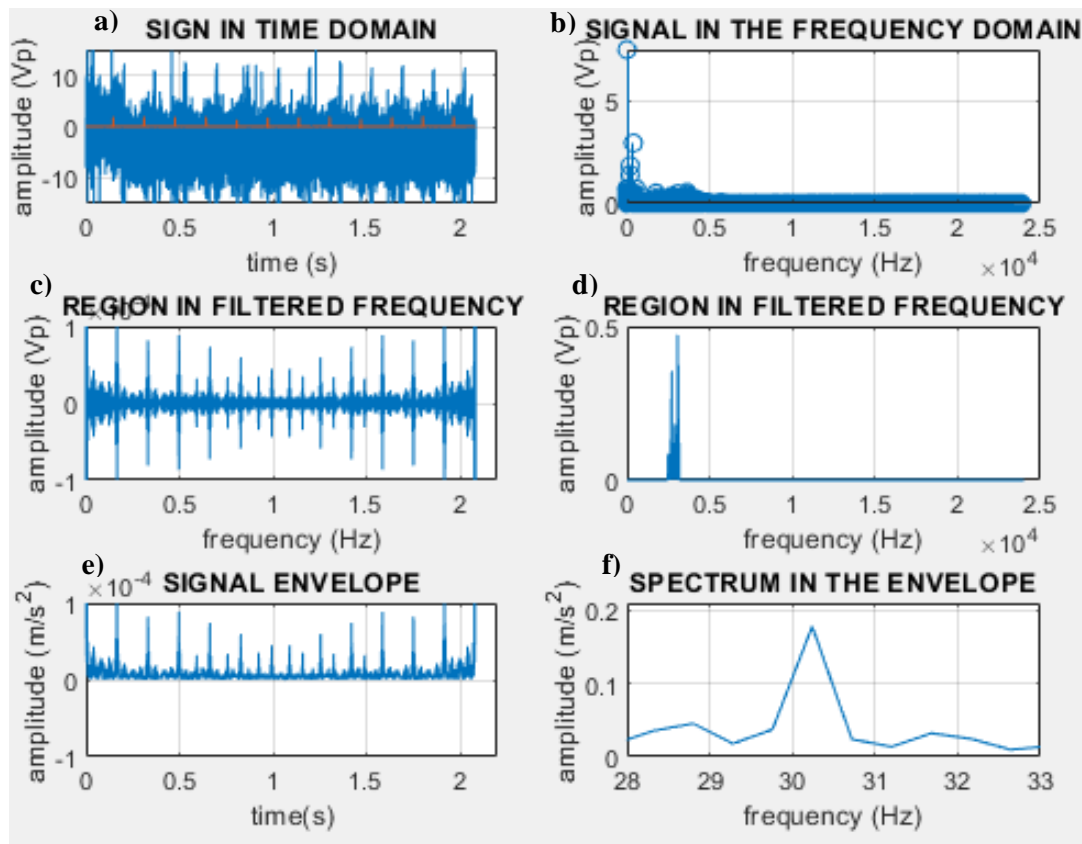 a)
SIGN IN TIME DOMAIN
amplitude (Vp)
10
0
-10
0 0.5 1 1.5 2
time (s)
b)
SIGNAL IN THE FREQUENCY DOMAIN
amplitude (Vp)
5
0
0 0.5 1 1.5 2 2.5
frequency (Hz) ×10⁴
c)
REGION IN FILTERED FREQUENCY
amplitude (Vp)
1
0
-1
0 0.5 1 1.5 2
frequency (Hz)
d)
REGION IN FILTERED FREQUENCY
amplitude (Vp)
0.5
0
0 0.5 1 1.5 2 2.5
frequency (Hz) ×10⁴
e)
×10⁻⁴ SIGNAL ENVELOPE
amplitude (m/s²)
1
0
-1
0 0.5 1 1.5 2
time(s)
f)
SPECTRUM IN THE ENVELOPE
amplitude (m/s²)
0.2
0.1
0
28 29 30 31 32 33
frequency (Hz)